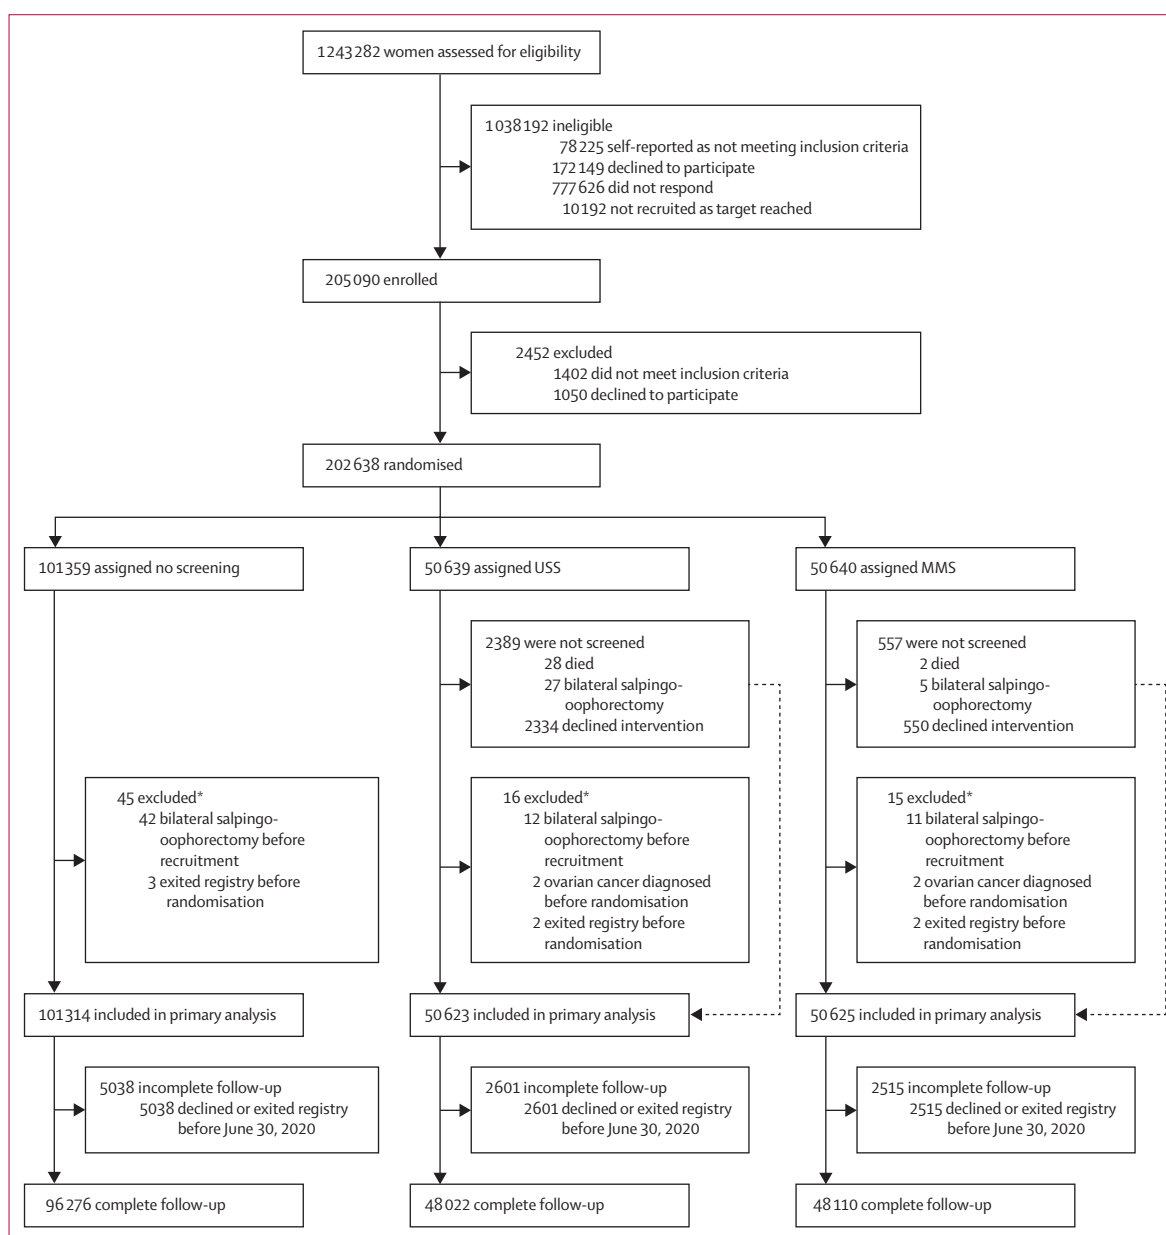 1243282 women assessed for eligibility
1038192 ineligible
78225 self-reported as not meeting inclusion criteria
172149 declined to participate
777626 did not respond
10192 not recruited as target reached
205090 enrolled
2452 excluded
1402 did not meet inclusion criteria
1050 declined to participate
202638 randomised
101359 assigned no screening
50639 assigned USS
50640 assigned MMS
2389 were not screened
28 died
27 bilateral salpingo-
oophorectomy
2334 declined intervention
557 were not screened
2 died
5 bilateral salpingo-
oophorectomy
550 declined intervention
45 excluded*
42 bilateral salpingo-
oophorectomy before
recruitment
3 exited registry before
randomisation
16 excluded*
12 bilateral salpingo-
oophorectomy before
recruitment
2 ovarian cancer diagnosed
before randomisation
2 exited registry before
randomisation
15 excluded*
11 bilateral salpingo-
oophorectomy before
recruitment
2 ovarian cancer diagnosed
before randomisation
2 exited registry before
randomisation
101314 included in primary analysis
50623 included in primary analysis
50625 included in primary analysis
5038 incomplete follow-up
5038 declined or exited registry
before June 30, 2020
2601 incomplete follow-up
2601 declined or exited registry
before June 30, 2020
2515 incomplete follow-up
2515 declined or exited registry
before June 30, 2020
96276 complete follow-up
48022 complete follow-up
48110 complete follow-up